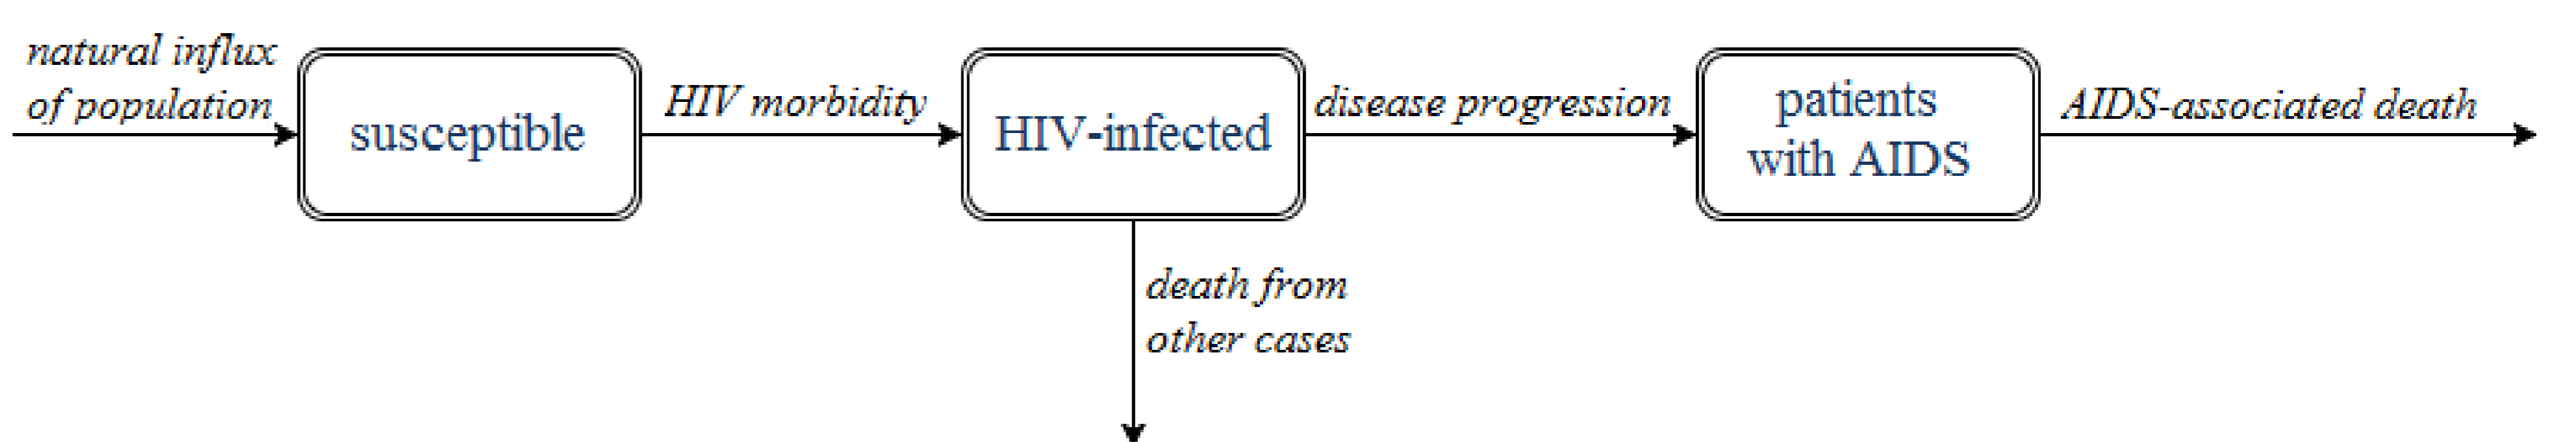 natural influx
of population
susceptible
HIV morbidity
HIV-infected
disease progression
patients
with AIDS
AIDS-associated death
death from
other cases